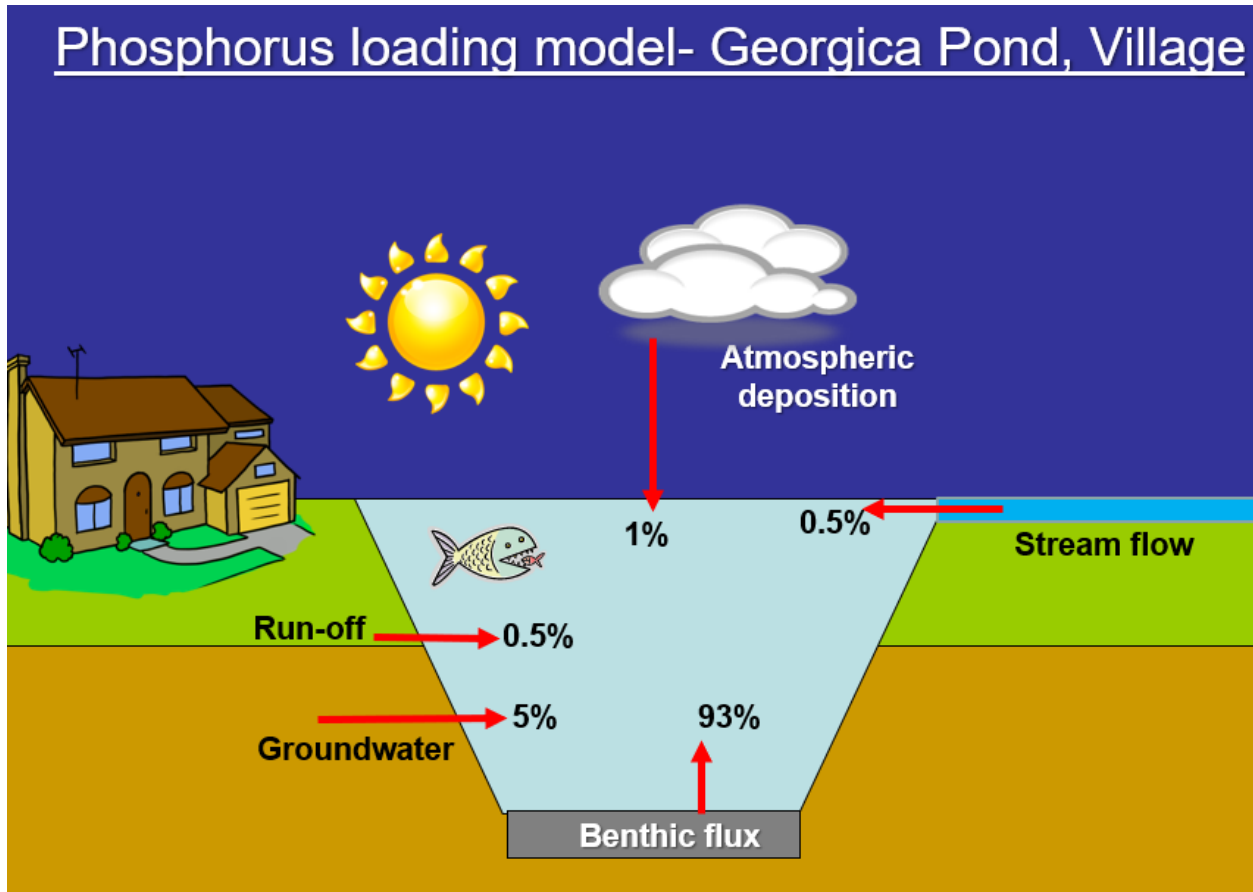 Phosphorus loading model- Georgica Pond, Village
Atmospheric
deposition
1%
0.5%
Stream flow
Run-off
0.5%
5%
93%
Groundwater
Benthic flux